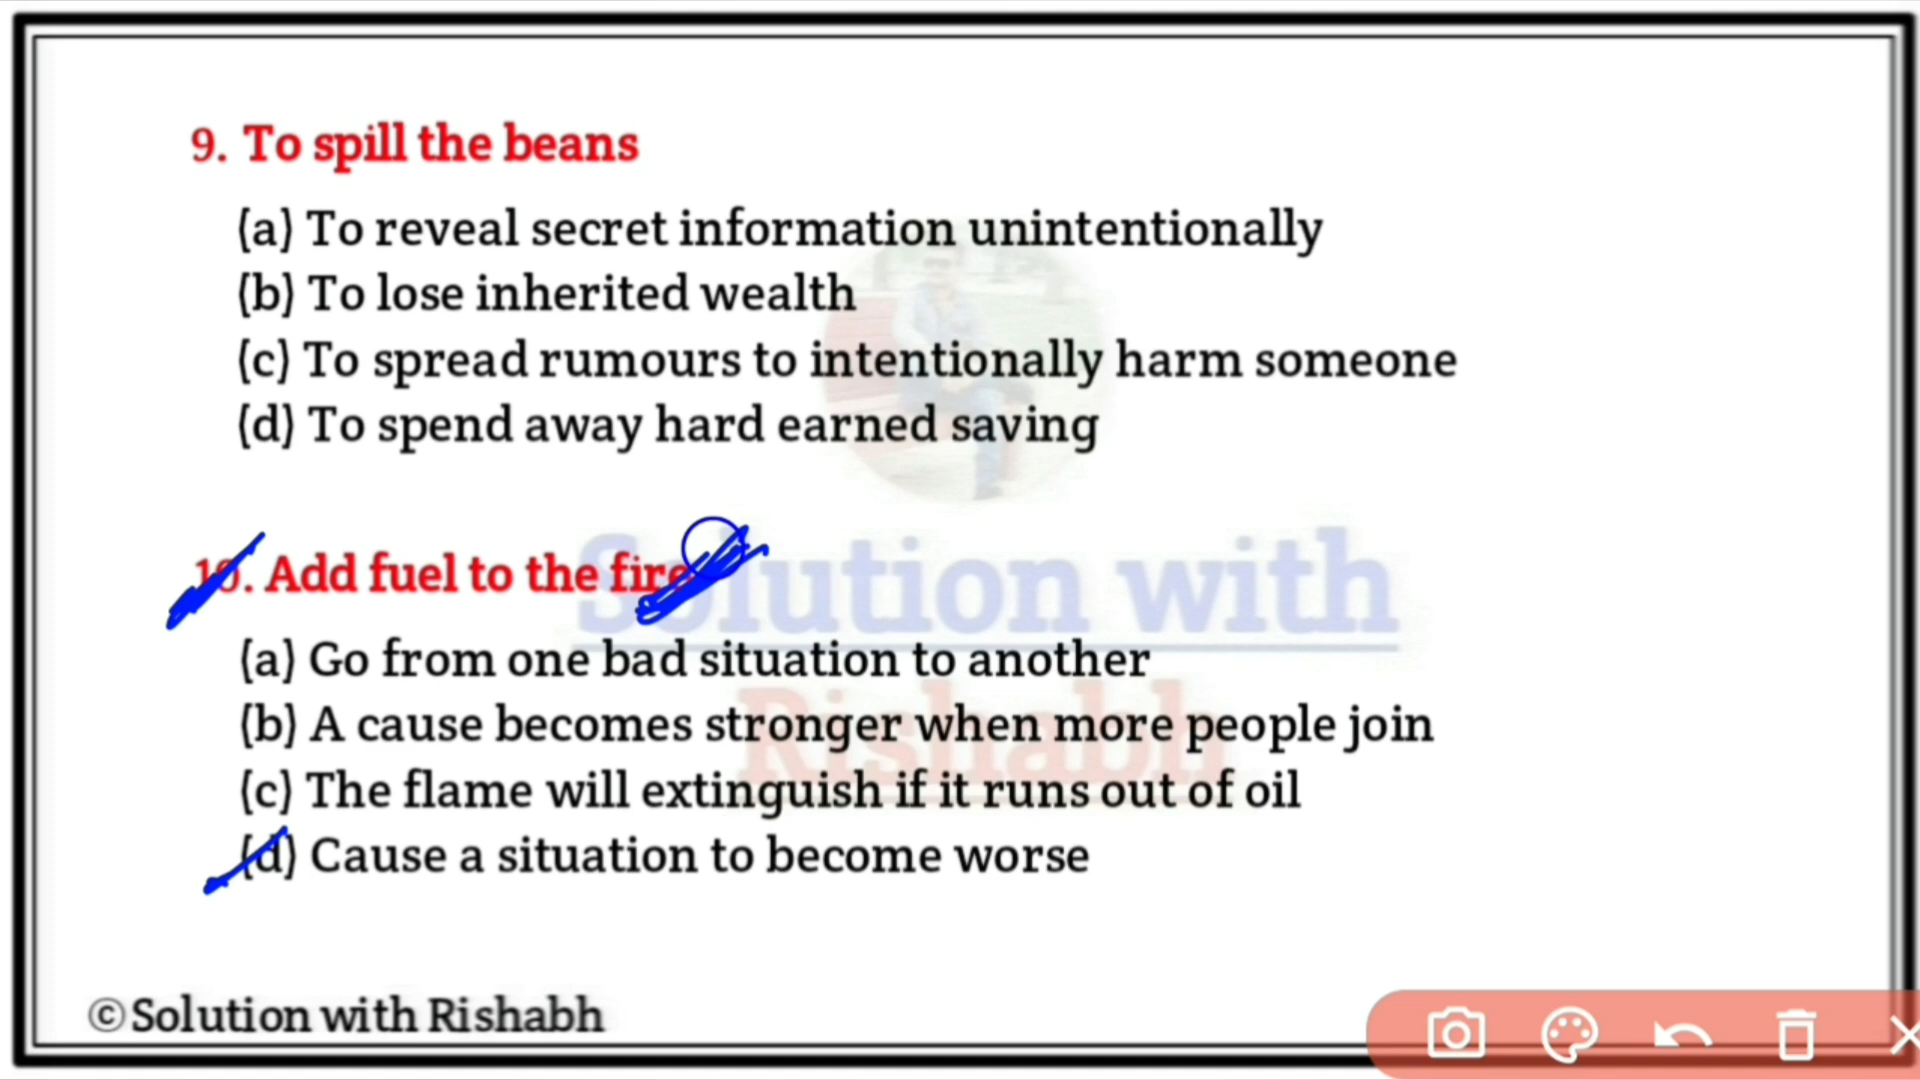 9. To spill the beans
(a) To reveal secret information unintentionally
(b) To lose inherited wealth
(c) To spread rumours to intentionally harm someone
(d) To spend away hard earned saving
10. Add fuel to the fire
Solution with
(a) Go from one bad situation to another
Rishabh
(b) A cause becomes stronger when more people join
(c) The flame will extinguish if it runs out of oil
(d) Cause a situation to become worse
©Solution with Rishabh